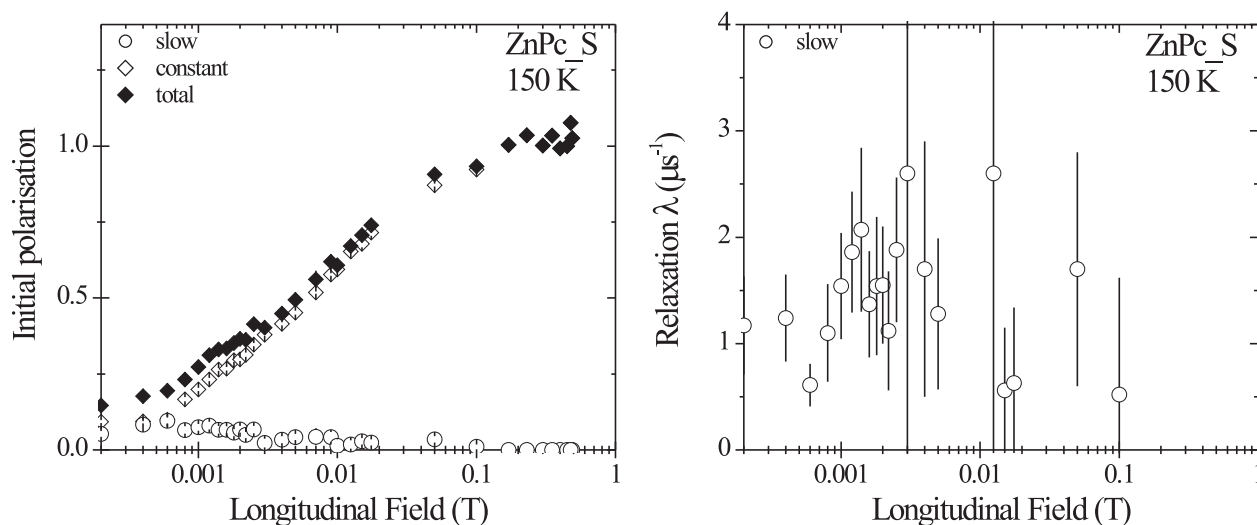 slow
constant
total
ZnPc_S
150 K
Initial polarisation
1.0
0.5
0.0
0.001
0.01
0.1
1
Longitudinal Field (T)
slow
ZnPc_S
150 K
Relaxation λ (μs⁻¹)
4
3
2
1
0
0.001
0.01
0.1
1
Longitudinal Field (T)